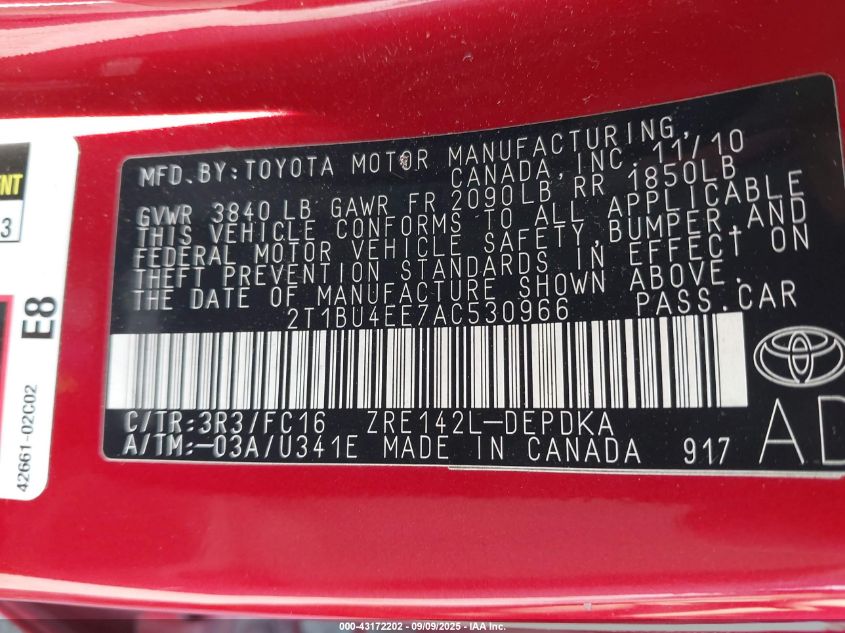 MFD. BY: TOYOTA MOTOR MANUFACTURING,
CANADA, INC. 11/10
GVWR 3840 LB GAWR FR 2090LB RR 1850LB
THIS VEHICLE CONFORMS TO ALL APPLICABLE
FEDERAL MOTOR VEHICLE SAFETY, BUMPER, AND
THEFT PREVENTION STANDARDS IN EFFECT ON
THE DATE OF MANUFACTURE SHOWN ABOVE.
2T1BU4EE7AC530966 PASS.CAR
C/TR:3R3/FC16 ZRE142L-DEPDKA
A/TM:-03A/U341E MADE IN CANADA 917
AD
3
E8
42661-02C02
000-43172202 - 09/09/2025 - IAA Inc.